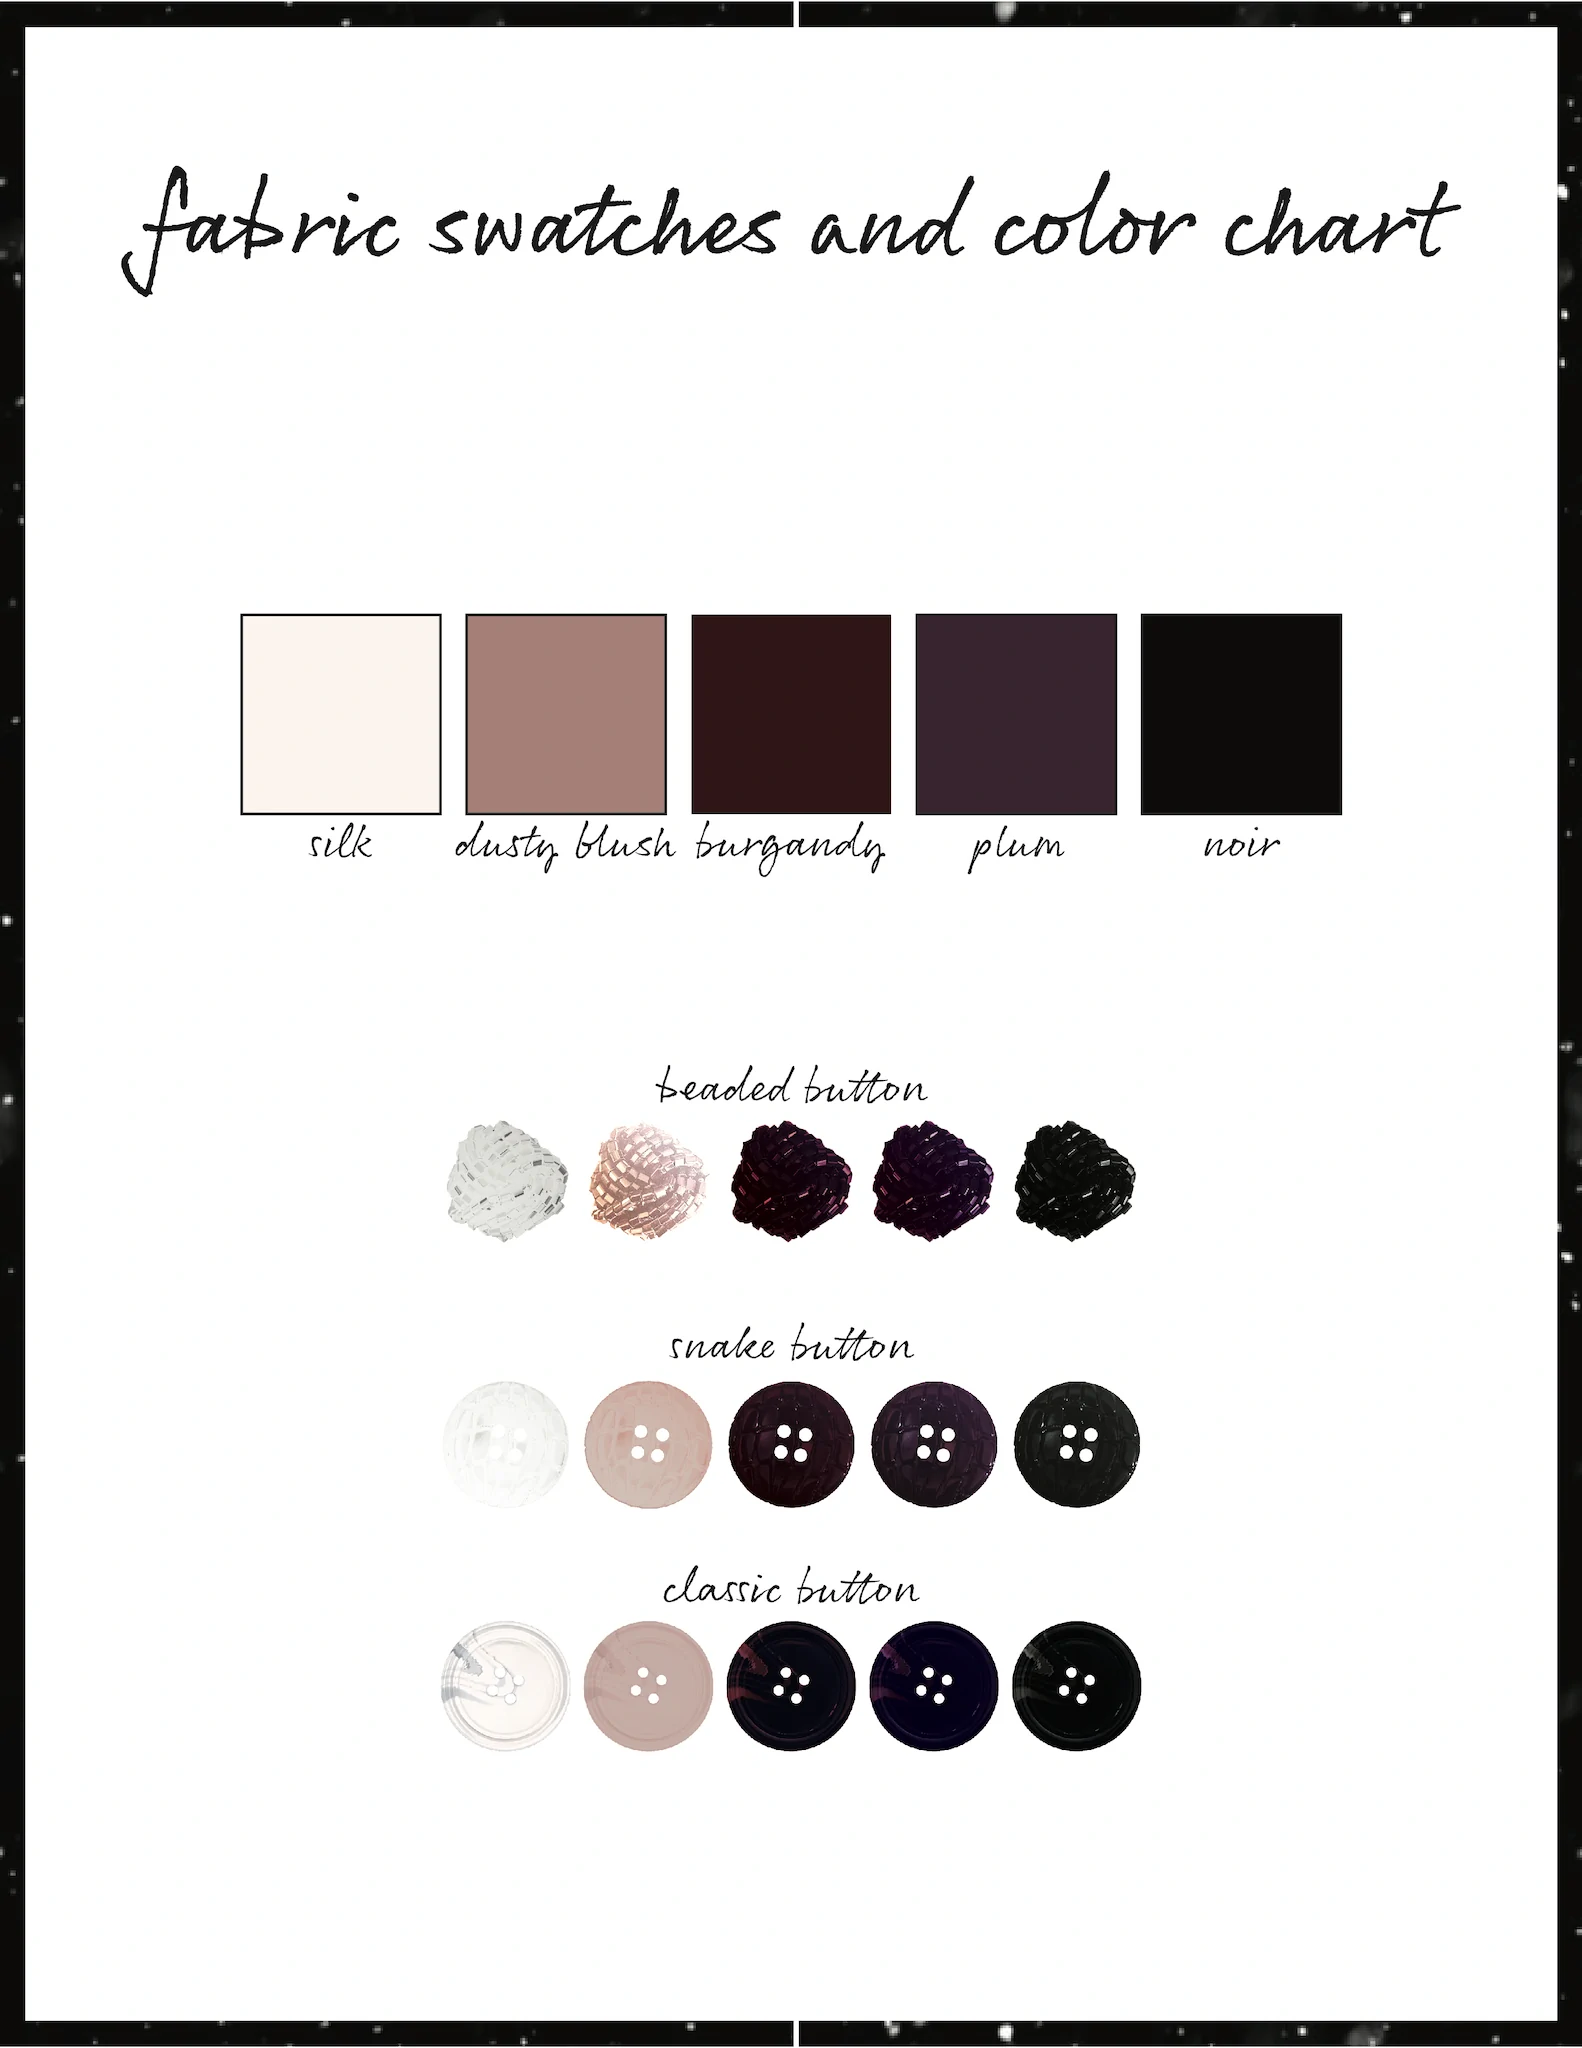 fabric swatches and color chart
silk dusty blush burgandy plum noir
beaded button
snake button
classic button